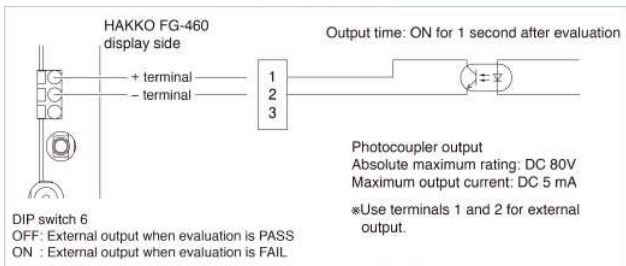 HAKKO FG-460
display side
Output time: ON for 1 second after evaluation
+ terminal
– terminal
1
2
3
Photocoupler output
Absolute maximum rating: DC 80V
Maximum output current: DC 5 mA
※Use terminals 1 and 2 for external
output.
DIP switch 6
OFF: External output when evaluation is PASS
ON : External output when evaluation is FAIL